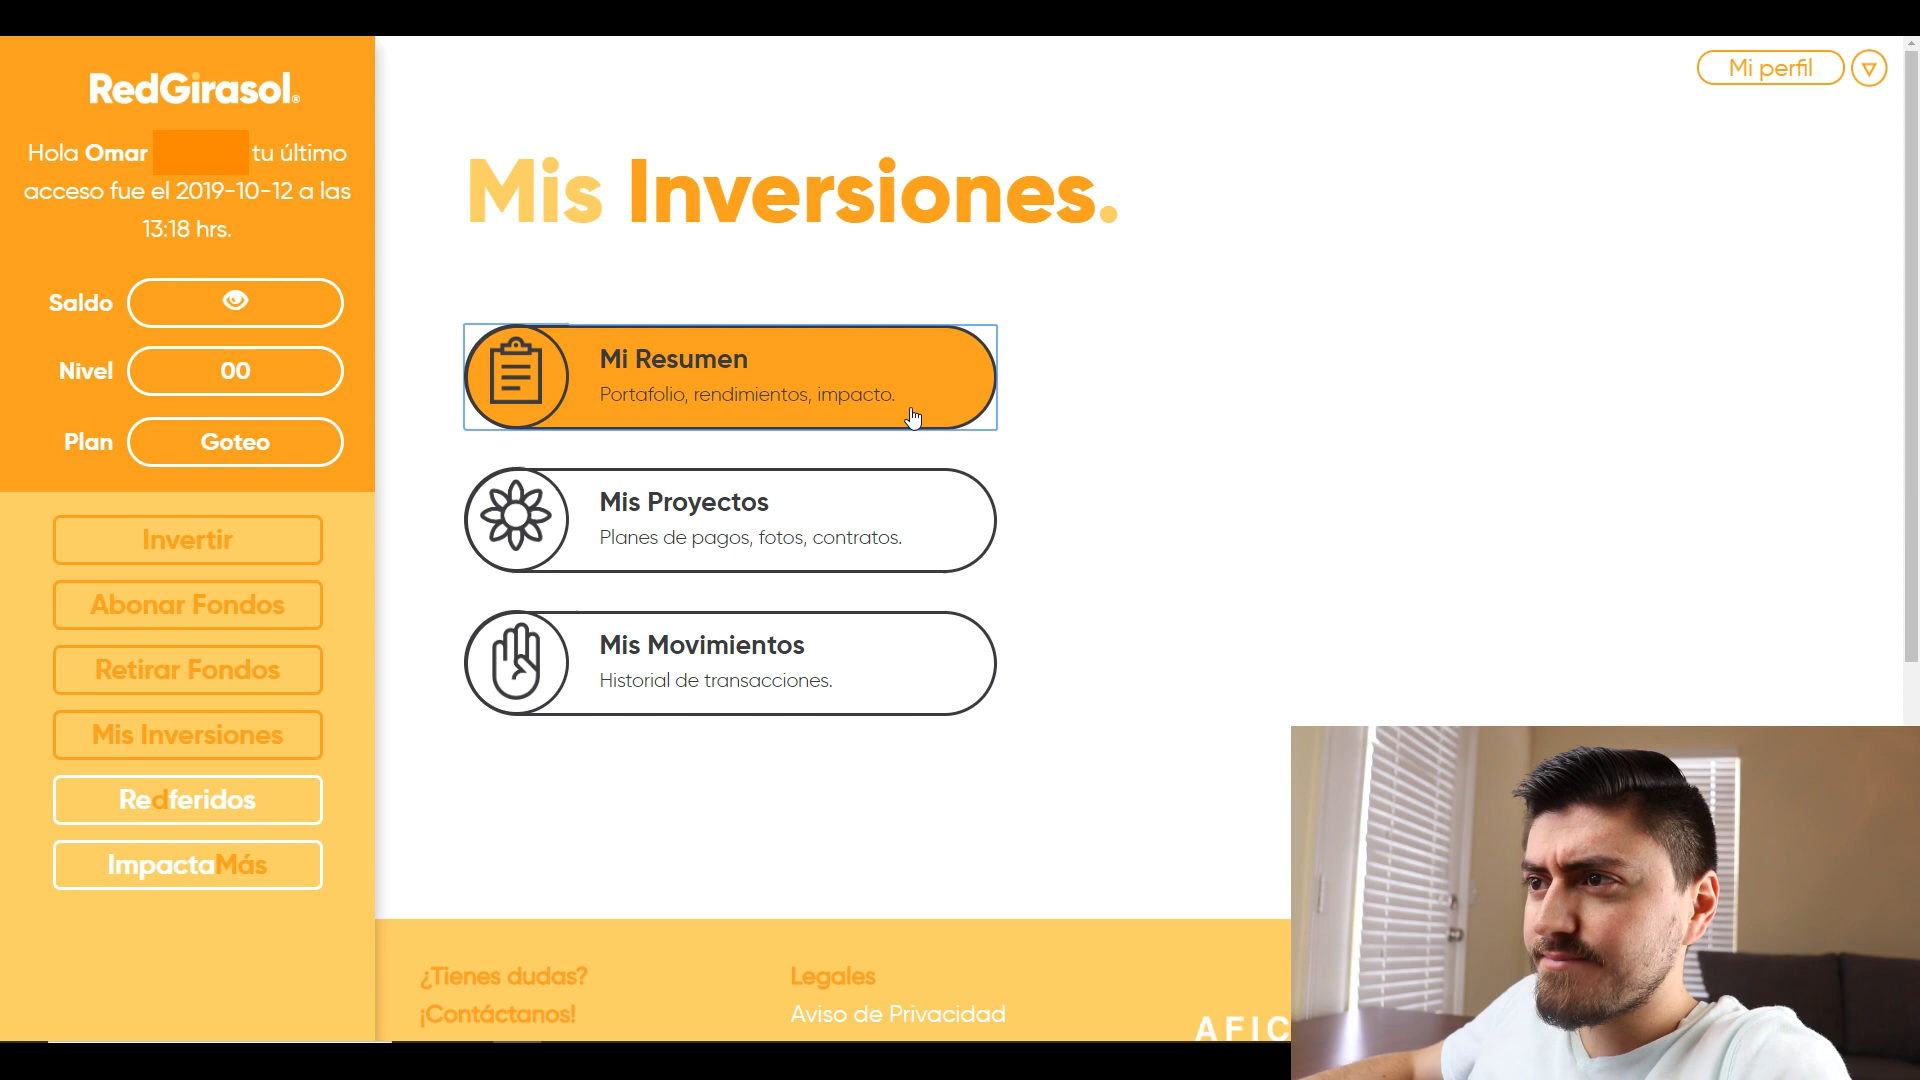 RedGirasol®
Hola Omar tu último
acceso fue el 2019-10-12 a las
13:18 hrs.
Saldo
Nivel 00
Plan Goteo
Invertir
Abonar Fondos
Retirar Fondos
Mis Inversiones
Redferidos
ImpactaMás
Mi perfil
Mis Inversiones.
Mi Resumen
Portafolio, rendimientos, impacto.
Mis Proyectos
Planes de pagos, fotos, contratos.
Mis Movimientos
Historial de transacciones.
¿Tienes dudas?
¡Contáctanos!
Legales
Aviso de Privacidad
AFIC